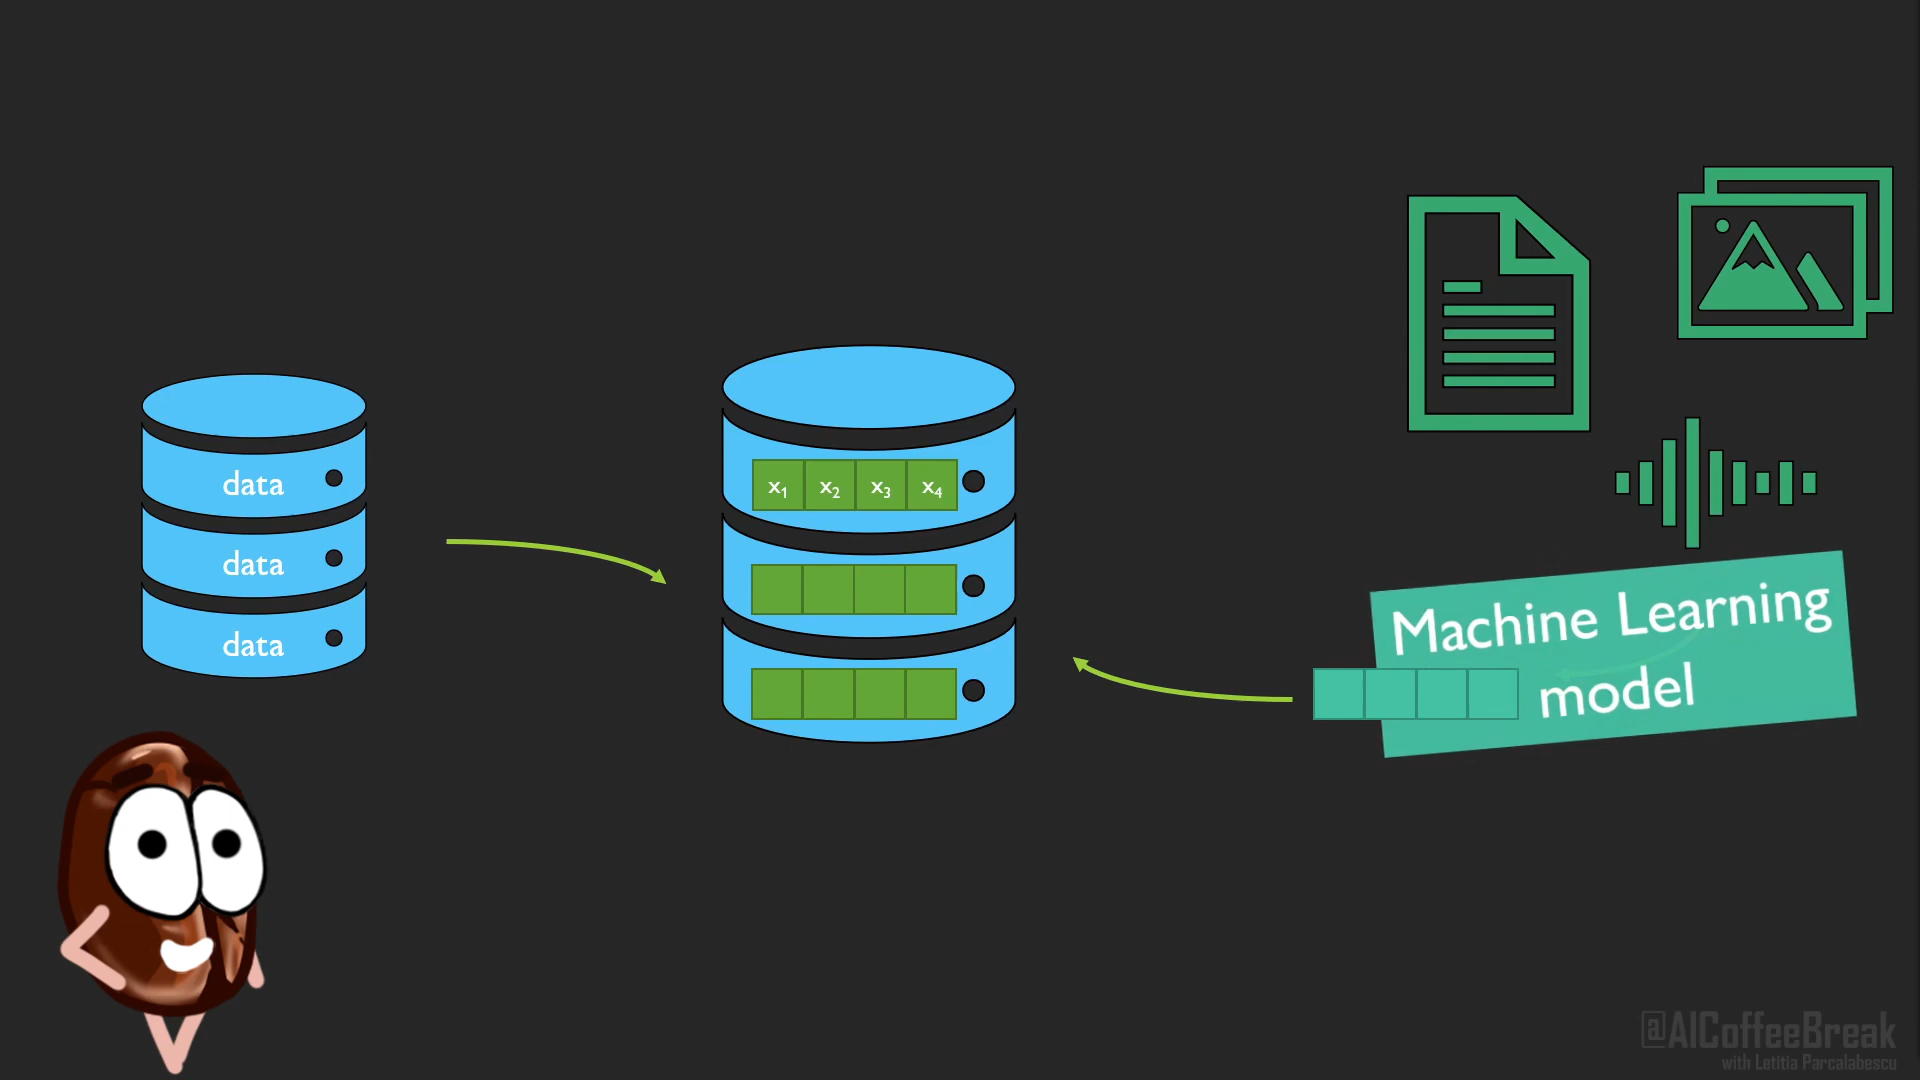 data
data
data
x₁ x₂ x₃ x₄
Machine Learning
model
@AICoffeeBreak
with Letitia Parcalabescu